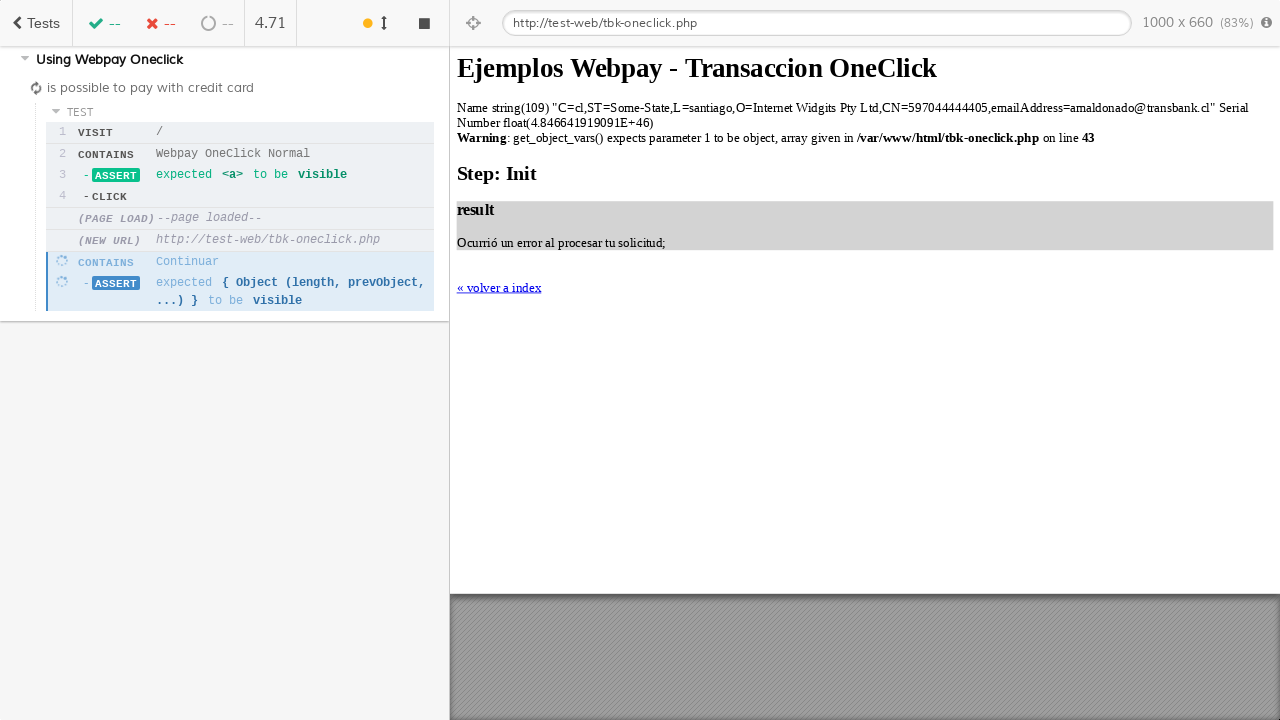 Tests -- -- -- 4.71 http://test-web/tbk-oneclick.php 1000 x 660 (83%)
Using Webpay Oneclick
is possible to pay with credit card
TEST
1 VISIT /
2 CONTAINS Webpay OneClick Normal
3 - ASSERT expected <a> to be visible
4 - CLICK
(PAGE LOAD) --page loaded--
(NEW URL) http://test-web/tbk-oneclick.php
CONTAINS Continuar
- ASSERT expected { Object (length, prevObject,
...) } to be visible
Ejemplos Webpay - Transaccion OneClick
Name string(109) "C=cl,ST=Some-State,L=santiago,O=Internet Widgits Pty Ltd,CN=597044444405,emailAddress=amaldonado@transbank.cl" Serial
Number float(4.846641919091E+46)
Warning: get_object_vars() expects parameter 1 to be object, array given in /var/www/html/tbk-oneclick.php on line 43
Step: Init
result
Ocurrió un error al procesar tu solicitud;
« volver a index